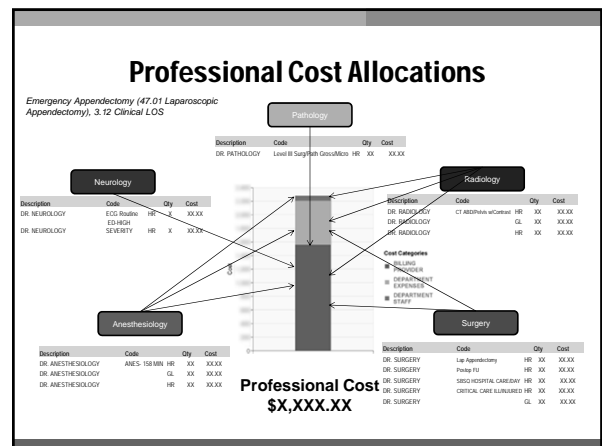 Professional Cost Allocations
Emergency Appendectomy (47.01 Laparoscopic
Appendectomy), 3.12 Clinical LOS
Pathology
Description Code Qty Cost
DR. PATHOLOGY Level III Surg/Path Gross/Micro HR XX XX.XX
Neurology
Description Code Qty Cost
DR. NEUROLOGY ECG Routine HR X XX.XX
ED-HIGH
DR. NEUROLOGY SEVERITY HR X XX.XX
Radiology
Description Code Qty Cost
DR. RADIOLOGY CT ABD/Pelvis w/Contrast HR XX XX.XX
DR. RADIOLOGY GL XX XX.XX
DR. RADIOLOGY HR XX XX.XX
Cost
Cost Categories
BILLING
PROVIDER
DEPARTMENT
EXPENSES
DEPARTMENT
STAFF
Anesthesiology
Description Code Qty Cost
DR. ANESTHESIOLOGY ANES- 158 MIN HR XX XX.XX
DR. ANESTHESIOLOGY GL XX XX.XX
DR. ANESTHESIOLOGY HR XX XX.XX
Surgery
Description Code Qty Cost
DR. SURGERY Lap Appendectomy HR XX XX.XX
DR. SURGERY Postop FU HR XX XX.XX
DR. SURGERY SBSQ HOSPITAL CARE/DAY HR XX XX.XX
DR. SURGERY CRITICAL CARE ILL/INJURED HR XX XX.XX
DR. SURGERY GL XX XX.XX
Professional Cost
$X,XXX.XX